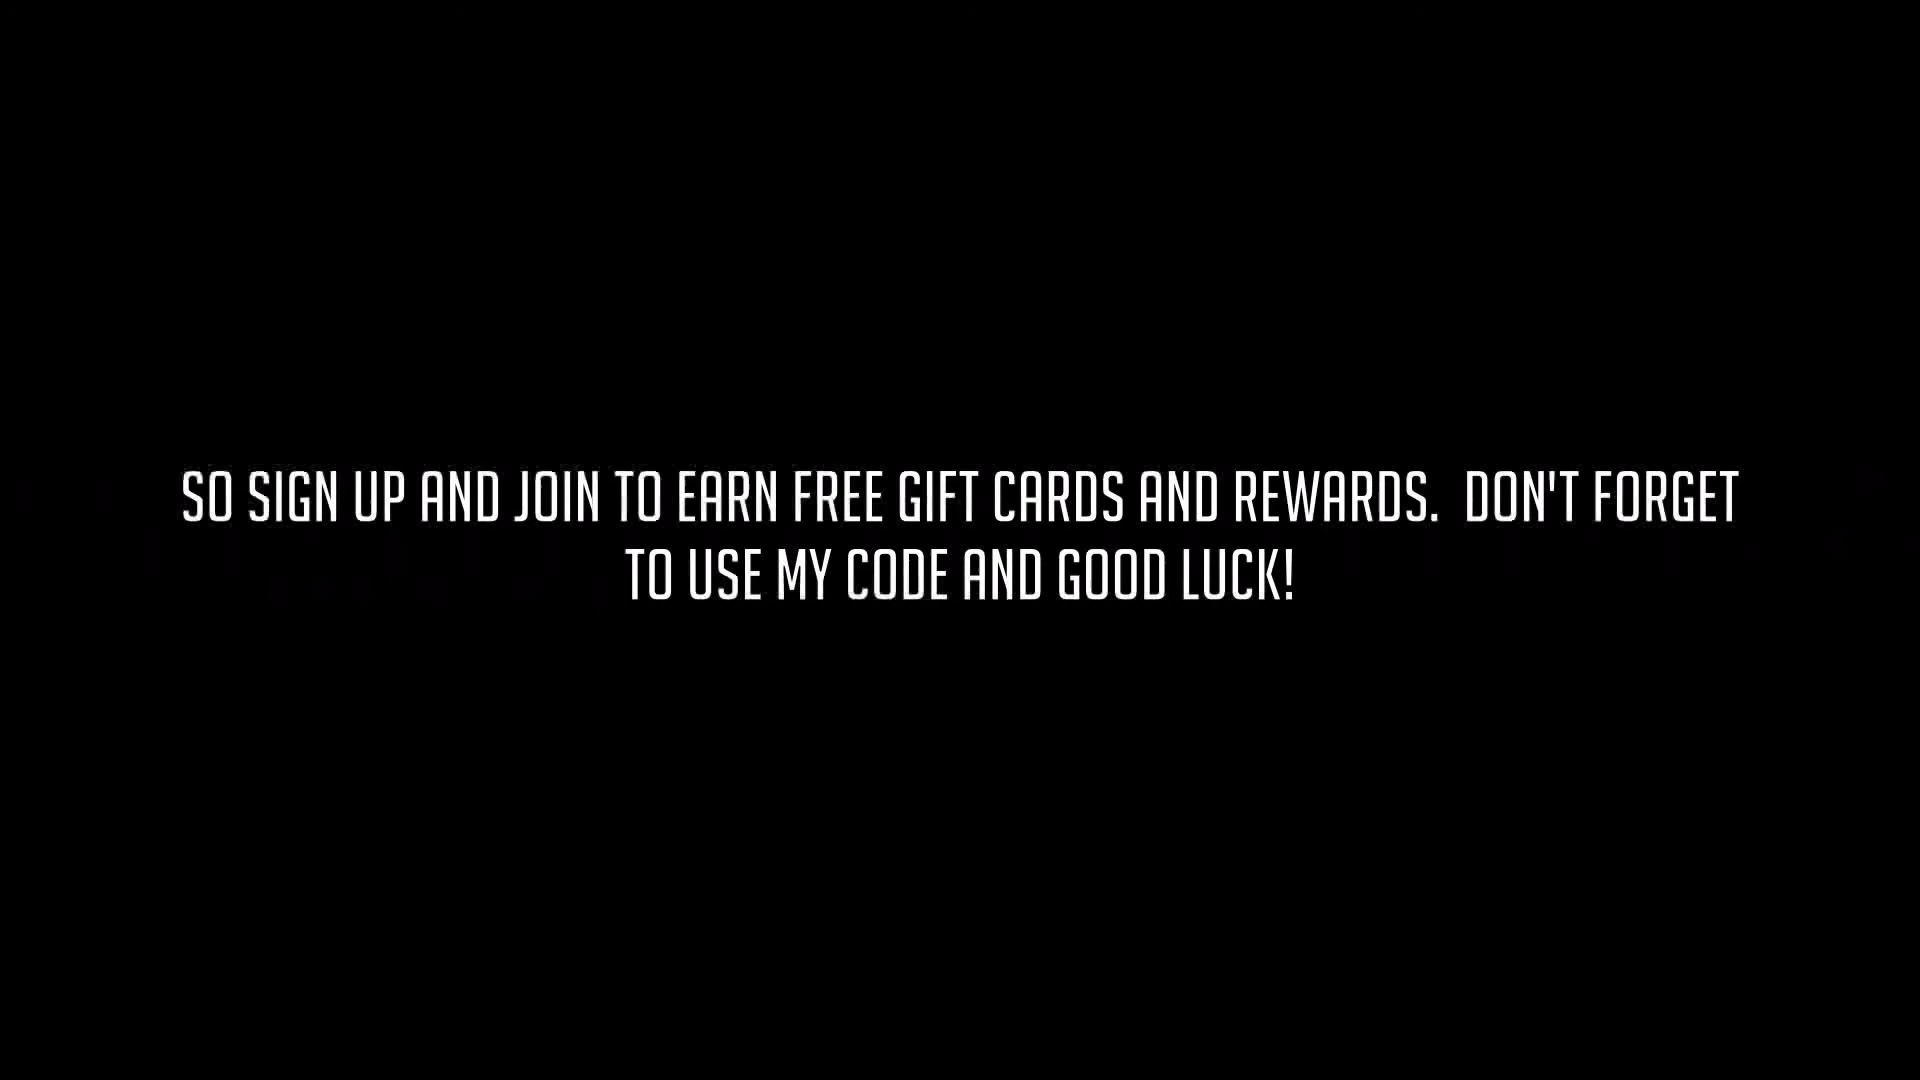 SO SIGN UP AND JOIN TO EARN FREE GIFT CARDS AND REWARDS.  DON'T FORGET
TO USE MY CODE AND GOOD LUCK!